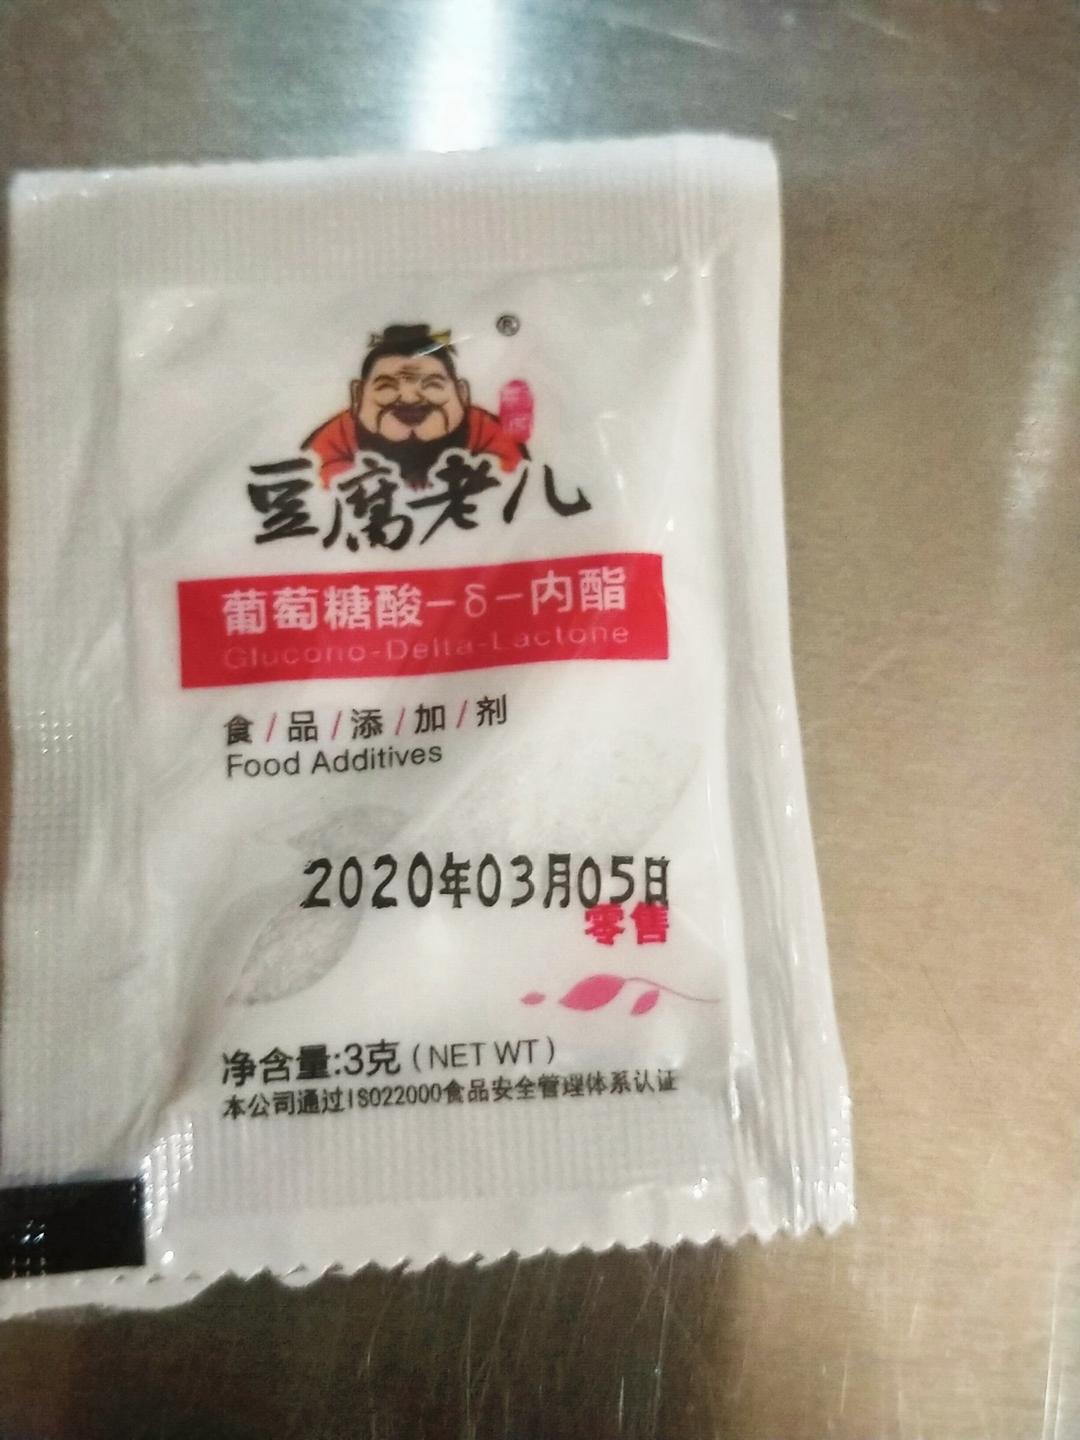 ®
豆腐老儿
葡萄糖酸-δ-内酯
Glucono-Delta-Lactone
食/品/添/加/剂
Food Additives
2020年03月05日
零售
净含量:3克(NET WT)
本公司通过ISO22000食品安全管理体系认证